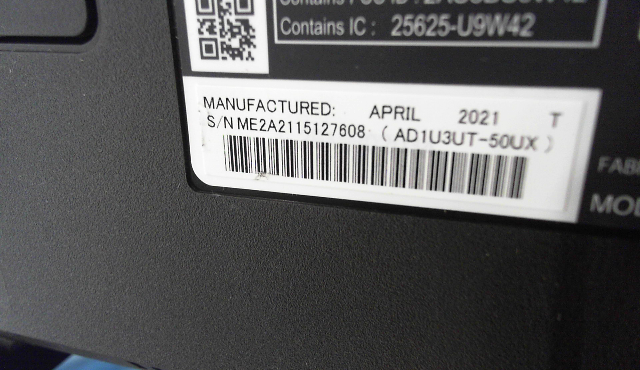 Contains IC : 25625-U9W42
MANUFACTURED: APRIL 2021 T
S/N ME2A2115127608 ( AD1U3UT-50UX )